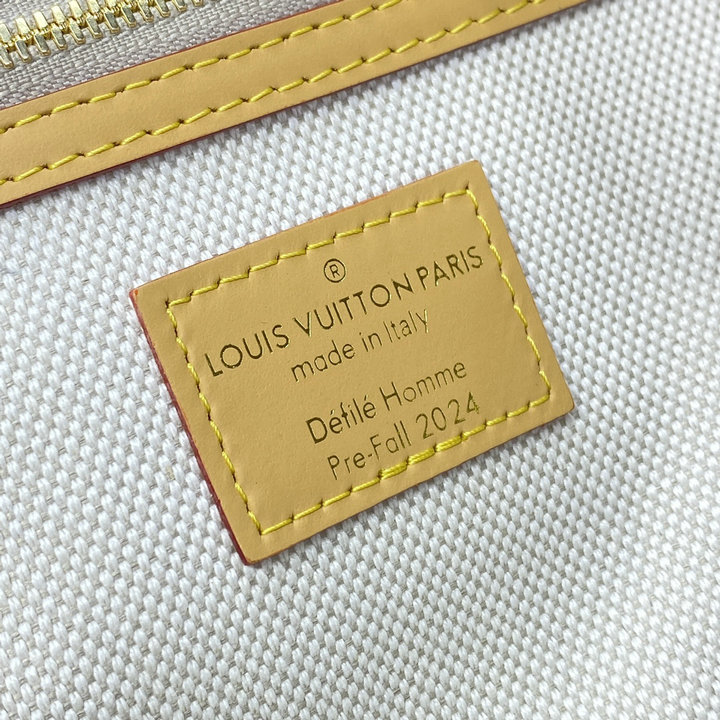 ®
LOUIS VUITTON PARIS
made in Italy
Défilé Homme
Pre-Fall 2024